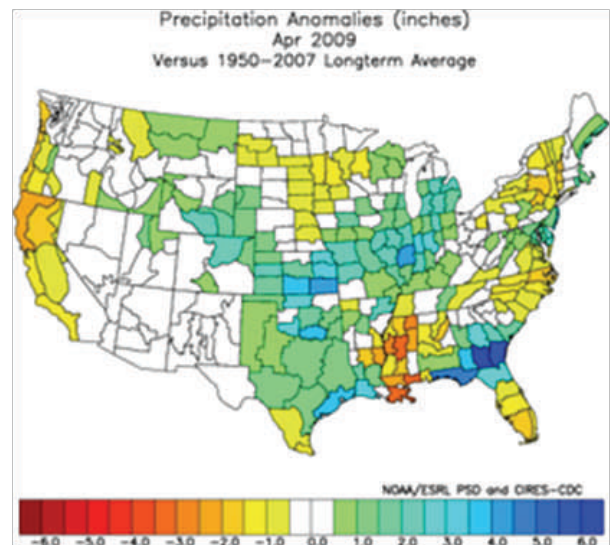 Precipitation Anomalies (inches)
Apr 2009
Versus 1950-2007 Longterm Average
NOAA/ESRL PSD and CIRES-CDC
-6.0 -5.0 -4.0 -3.0 -2.0 -1.0 0.0 1.0 2.0 3.0 4.0 5.0 6.0